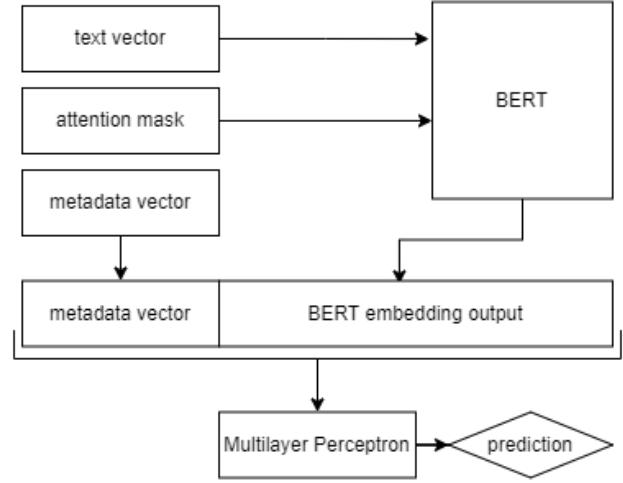 text vector
BERT
attention mask
metadata vector
metadata vector
BERT embedding output
Multilayer Perceptron
prediction